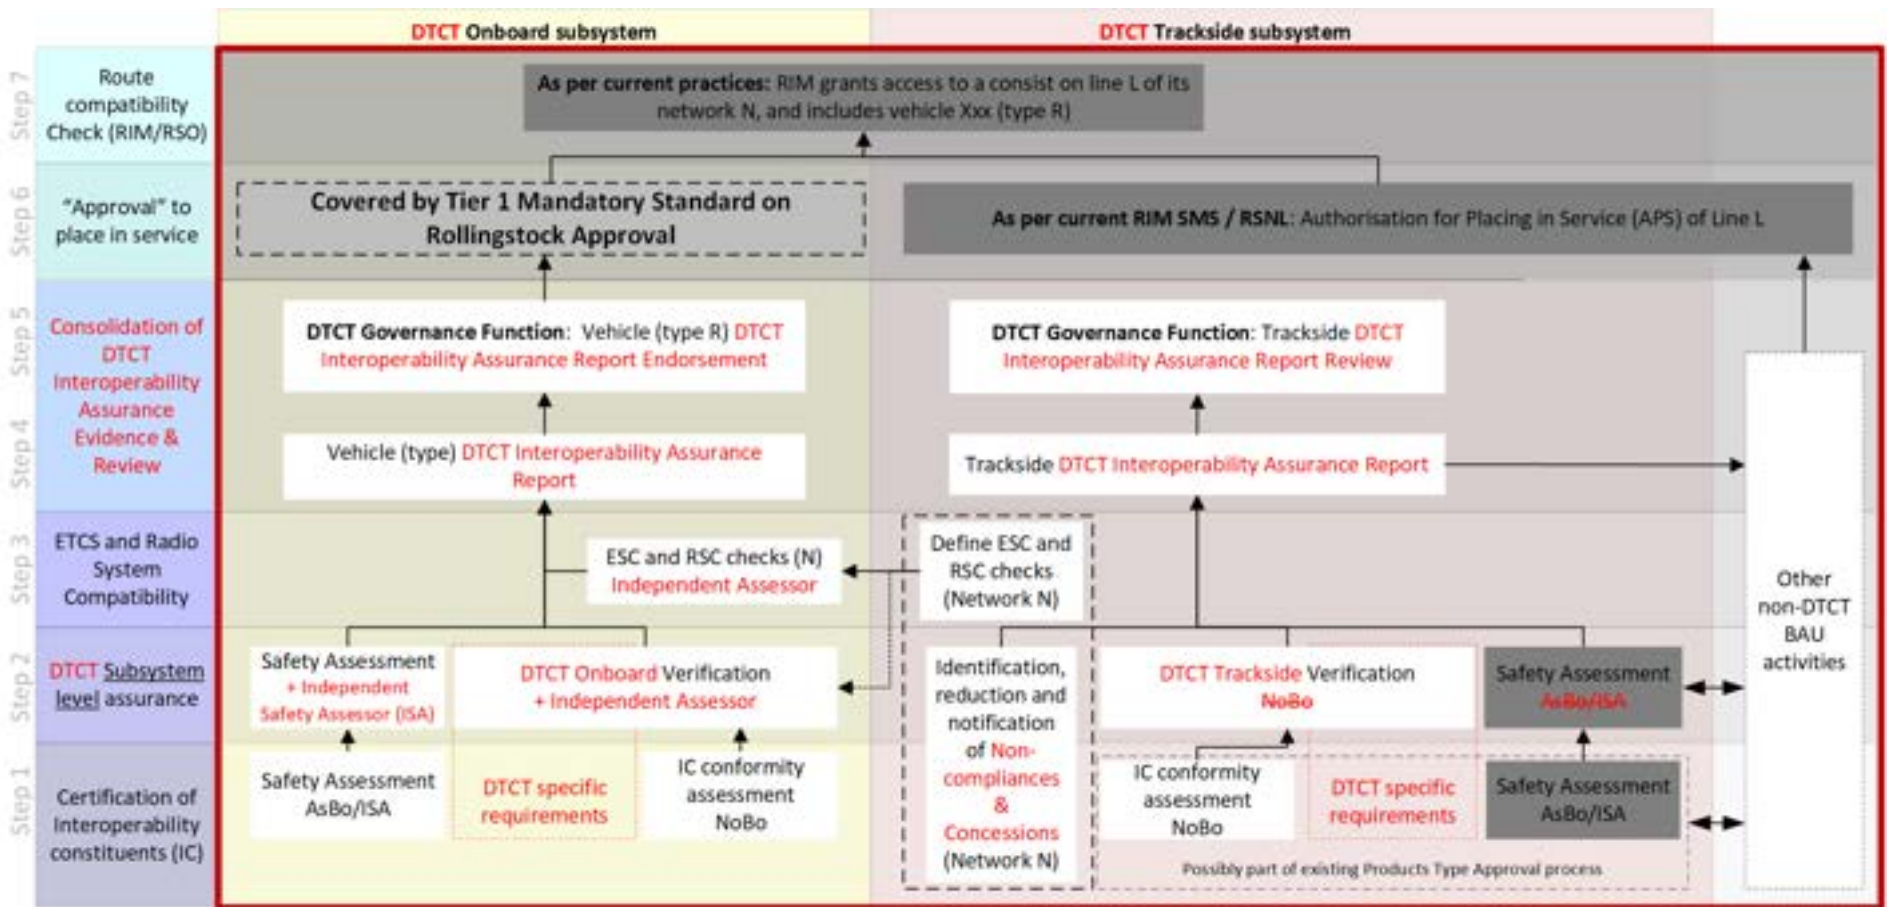 DTCT Onboard subsystem
DTCT Trackside subsystem
Step 7
Route
compatibility
Check (RIM/RSO)
As per current practices: RIM grants access to a consist on line L of its
network N, and includes vehicle Xxx (type R)
Step 6
“Approval” to
place in service
Covered by Tier 1 Mandatory Standard on
Rollingstock Approval
As per current RIM SMS / RSNL: Authorisation for Placing in Service (APS) of Line L
Step 5
Step 4
Consolidation of
DTCT
Interoperability
Assurance
Evidence &
Review
DTCT Governance Function: Vehicle (type R) DTCT
Interoperability Assurance Report Endorsement
DTCT Governance Function: Trackside DTCT
Interoperability Assurance Report Review
Vehicle (type) DTCT Interoperability Assurance
Report
Trackside DTCT Interoperability Assurance Report
Step 3
ETCS and Radio
System
Compatibility
ESC and RSC checks (N)
Independent Assessor
Define ESC and
RSC checks
(Network N)
Other
non-DTCT
BAU
activities
Step 2
DTCT Subsystem
level assurance
Safety Assessment
+ Independent
Safety Assessor (ISA)
DTCT Onboard Verification
+ Independent Assessor
Identification,
reduction and
notification
of Non-
compliances
&
Concessions
(Network N)
DTCT Trackside Verification
NoBo
Safety Assessment
AsBo/ISA
Step 1
Certification of
Interoperability
constituents (IC)
Safety Assessment
AsBo/ISA
DTCT specific
requirements
IC conformity
assessment
NoBo
IC conformity
assessment
NoBo
DTCT specific
requirements
Safety Assessment
AsBo/ISA
Possibly part of existing Products Type Approval process